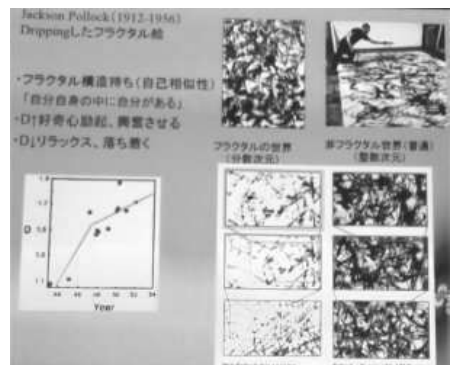 Jackson Pollock(1912-1956)
Drippingしたフラクタル絵
・フラクタル構造持ち(自己相似性)
「自分自身の中に自分がある」
・D↑好奇心励起、興奮させる
・D↓リラックス、落ち着く
フラクタルの世界
(分数次元)
非フラクタル世界(普通)
(整数次元)
D
1.1
Year